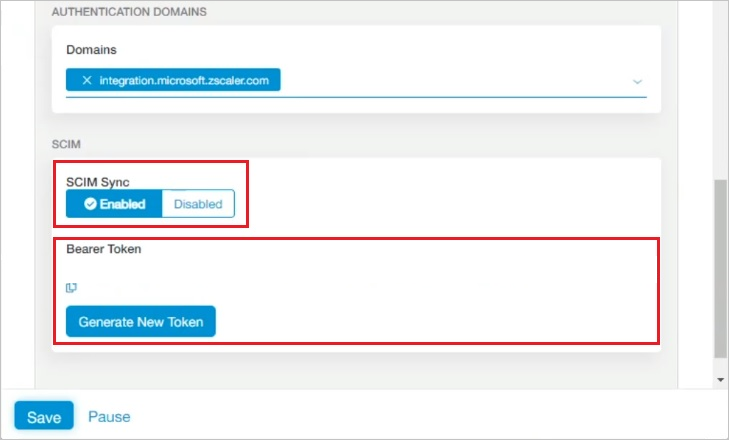 AUTHENTICATION DOMAINS
Domains
integration.microsoft.zscaler.com
SCIM
SCIM Sync
Enabled Disabled
Bearer Token
Generate New Token
Save Pause